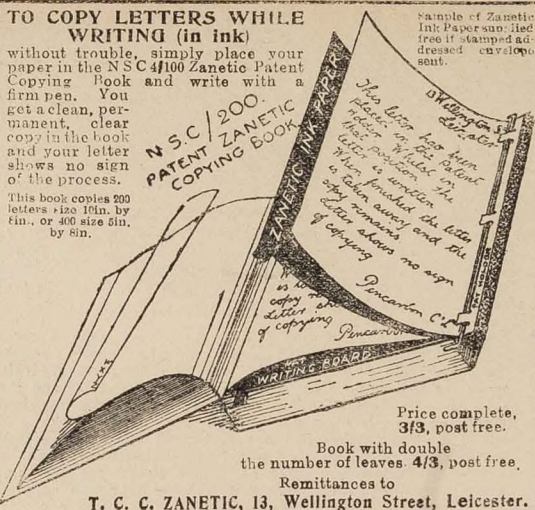 TO COPY LETTERS WHILE
WRITING (in ink)
without trouble, simply place your
paper in the N S C 4/100 Zanetic Patent
Copying Book and write with a
firm pen. You
get a clean, per-
manent, clear
copy in the book
and your letter
shows no sign
of the process.
This book copies 200
letters size 10in. by
8in., or 400 size 5in.
by 8in.
N.S.C/200.
PATENT ZANETIC
COPYING BOOK
Sample of Zanetic
Ink Paper supplied
free if stamped ad-
dressed envelope
sent.
ZANETIC INK PAPER
13 Wellington St
Leicester
This letter has been
placed in the Patent
Holder. Whilst in
that position the
letter is written
When finished the letter
is taken away and the
copy remains
Letter shows no sign
of copying
Pencarbon C
is
copy re
Letter sh
of copying
Pencarbon
WRITING BOARD
Price complete,
3/3, post free.
Book with double
the number of leaves 4/3, post free.
Remittances to
T. C. C. ZANETIC, 13, Wellington Street, Leicester.